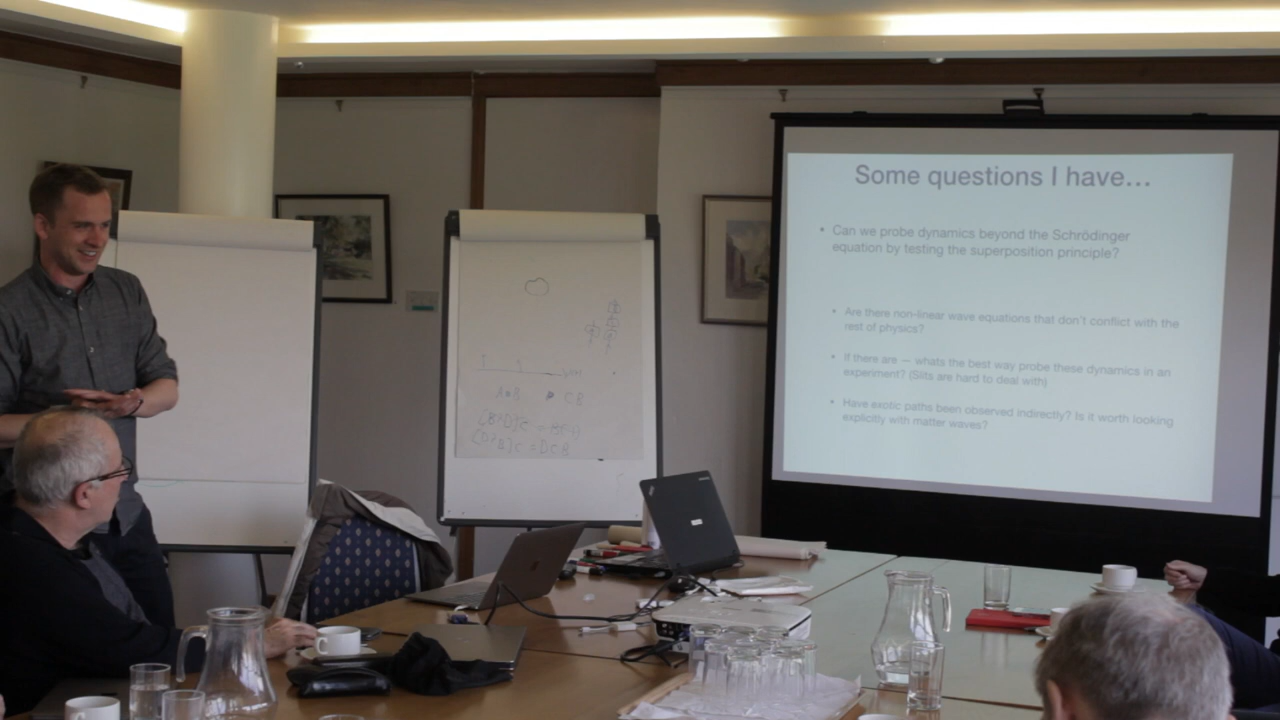 Some questions I have...
• Can we probe dynamics beyond the Schrödinger
equation by testing the superposition principle?
• Are there non-linear wave equations that don't conflict with the
rest of physics?
• If there are — whats the best way probe these dynamics in an
experiment? (Slits are hard to deal with)
• Have exotic paths been observed indirectly? Is it worth looking
explicitly with matter waves?